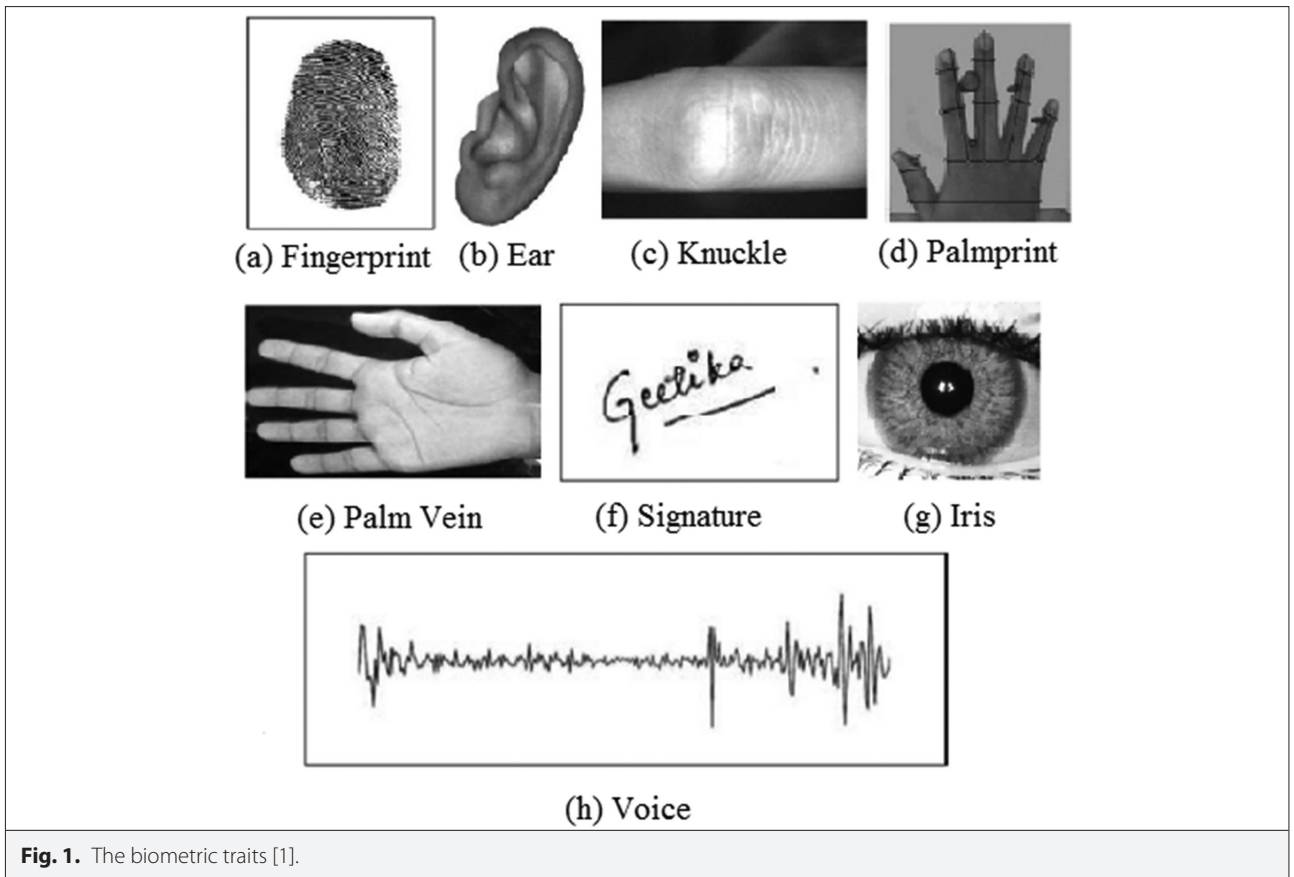 (a) Fingerprint (b) Ear (c) Knuckle (d) Palmprint
Geetika
(e) Palm Vein (f) Signature (g) Iris
(h) Voice
Fig. 1. The biometric traits [1].